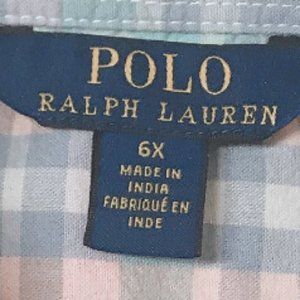 POLO
RALPH LAUREN
6X
MADE IN
INDIA
FABRIQUÉ EN
INDE